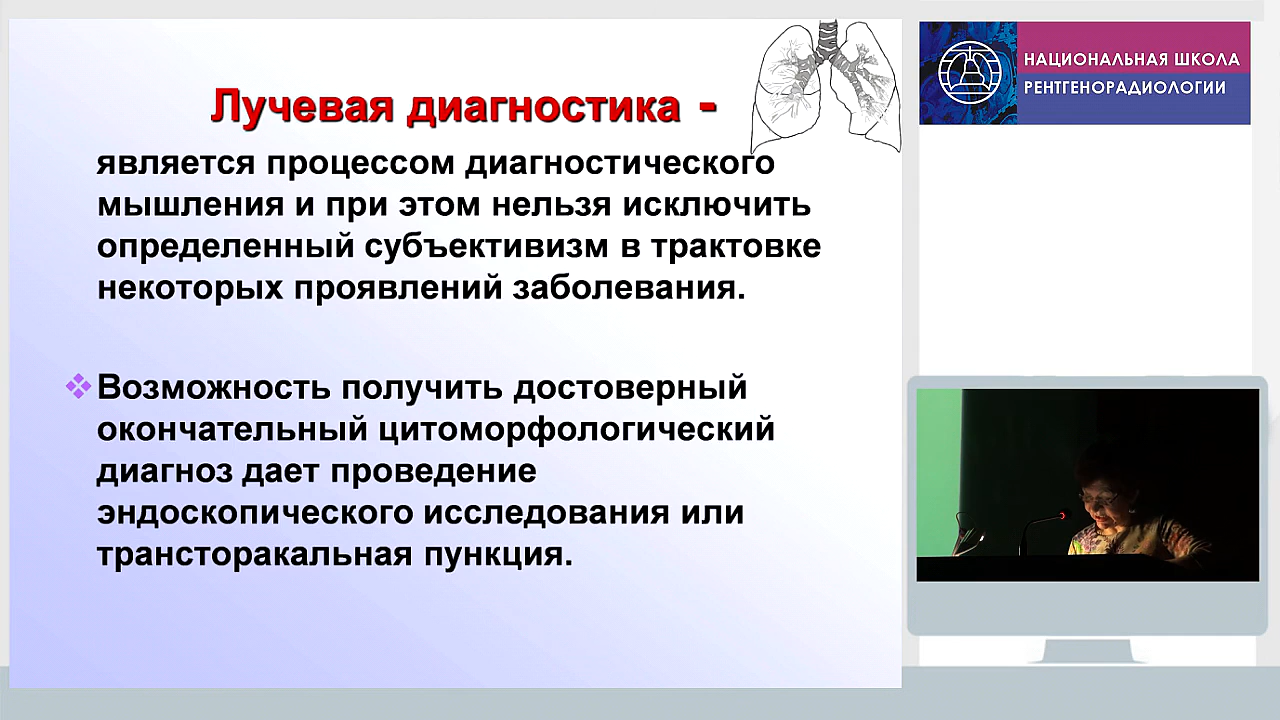 Лучевая диагностика -
является процессом диагностического
мышления и при этом нельзя исключить
определенный субъективизм в трактовке
некоторых проявлений заболевания.
Возможность получить достоверный
окончательный цитоморфологический
диагноз дает проведение
эндоскопического исследования или
трансторакальная пункция.
НАЦИОНАЛЬНАЯ ШКОЛА
РЕНТГЕНОРАДИОЛОГИИ